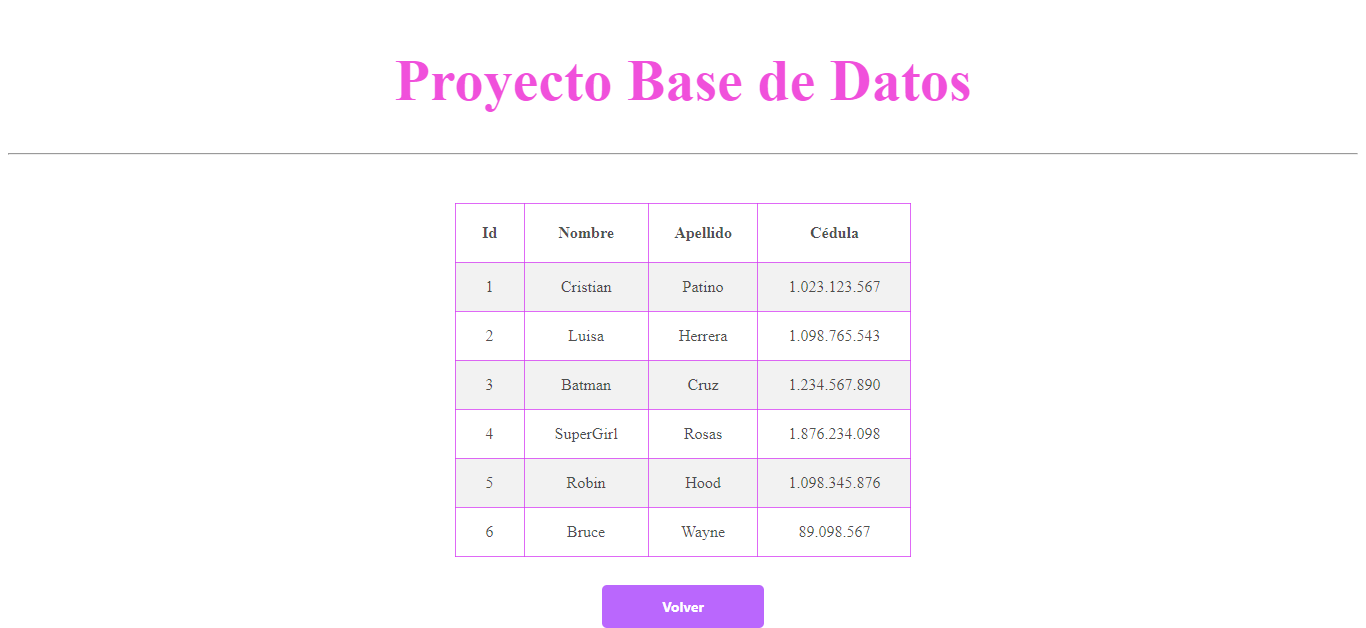 Proyecto Base de Datos
Id Nombre Apellido Cédula
1 Cristian Patino 1.023.123.567
2 Luisa Herrera 1.098.765.543
3 Batman Cruz 1.234.567.890
4 SuperGirl Rosas 1.876.234.098
5 Robin Hood 1.098.345.876
6 Bruce Wayne 89.098.567
Volver